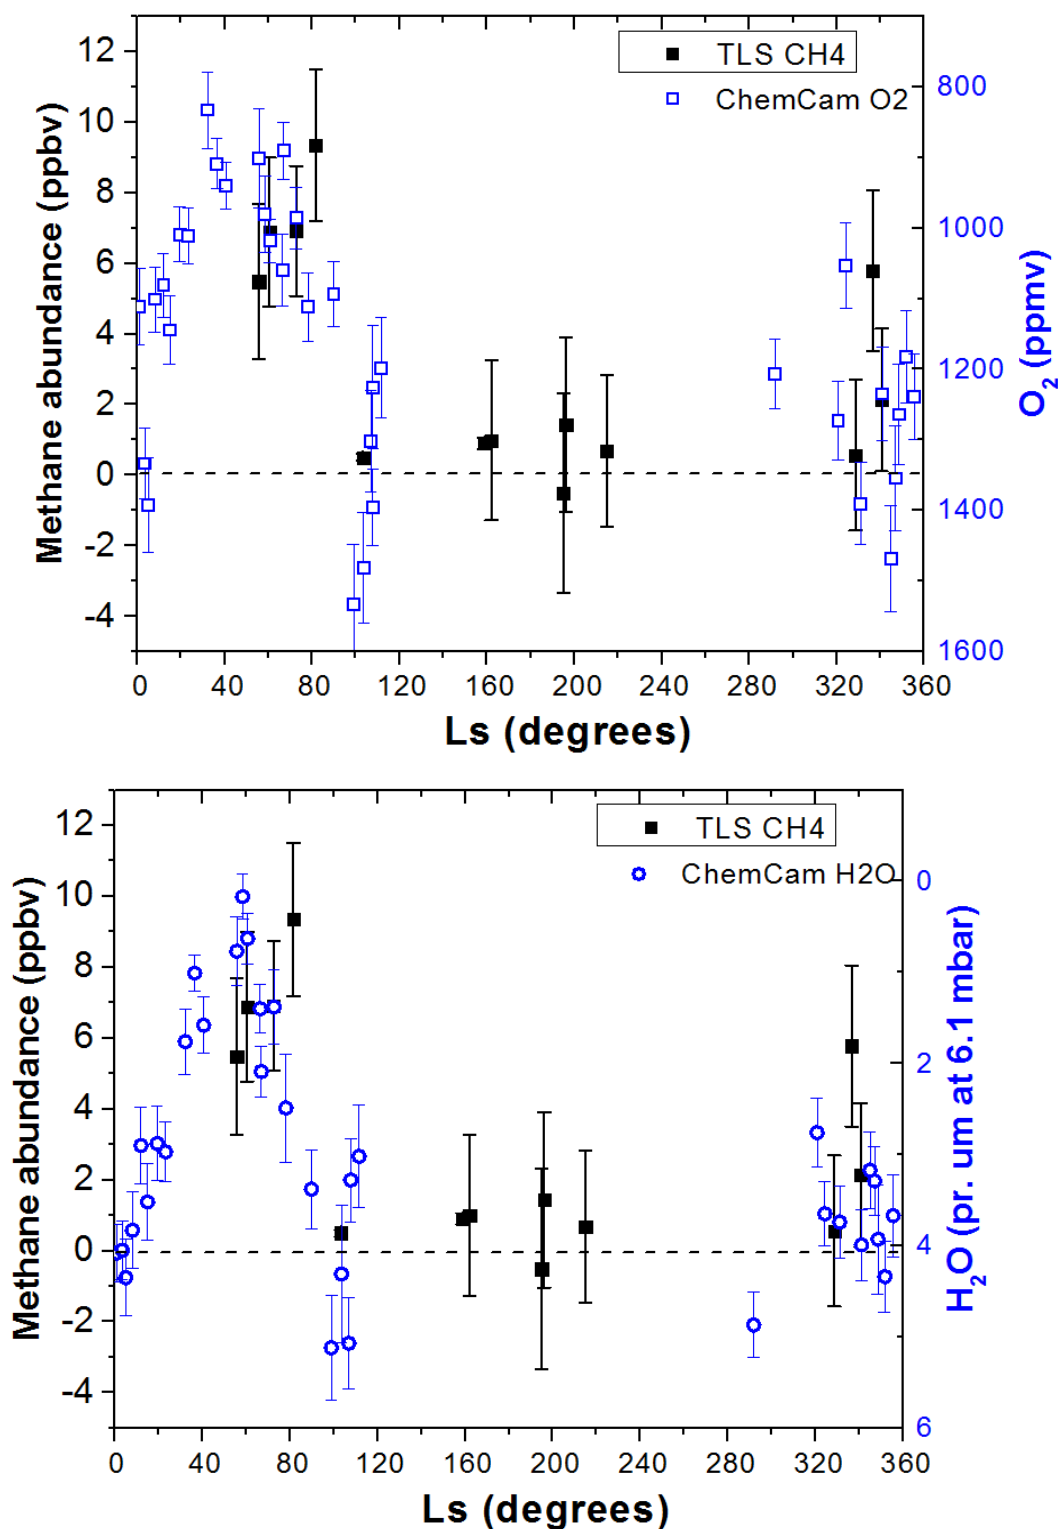 TLS CH4
ChemCam O2
12
10
8
6
4
2
0
-2
-4
Methane abundance (ppbv)
800
1000
1200
1400
1600
O2 (ppmv)
0 40 80 120 160 200 240 280 320 360
Ls (degrees)
TLS CH4
ChemCam H2O
12
10
8
6
4
2
0
-2
-4
Methane abundance (ppbv)
0
2
4
6
H2O (pr. um at 6.1 mbar)
0 40 80 120 160 200 240 280 320 360
Ls (degrees)